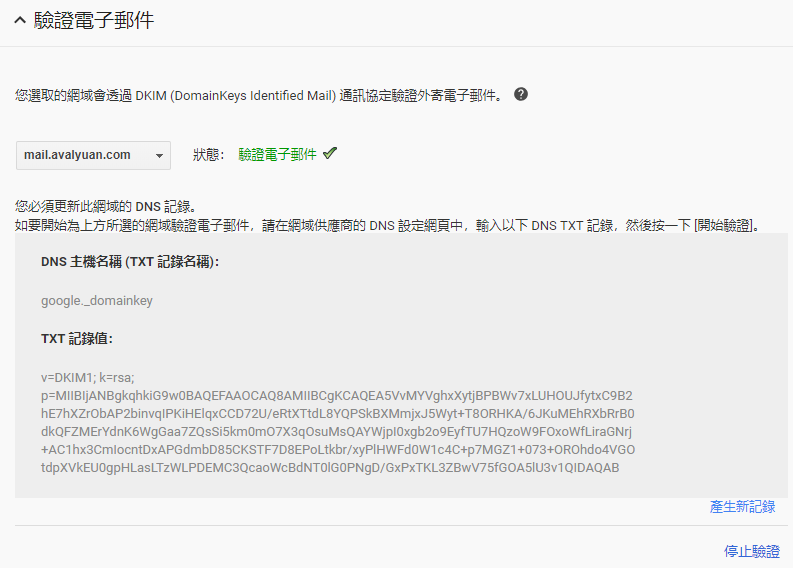 驗證電子郵件
您選取的網域會透過 DKIM (DomainKeys Identified Mail) 通訊協定驗證外寄電子郵件。 ?
mail.avalyuan.com 狀態： 驗證電子郵件
您必須更新此網域的 DNS 記錄。
如要開始為上方所選的網域驗證電子郵件，請在網域供應商的 DNS 設定網頁中，輸入以下 DNS TXT 記錄，然後按一下 [開始驗證]。
DNS 主機名稱 (TXT 記錄名稱)：
google._domainkey
TXT 記錄值：
v=DKIM1; k=rsa;
p=MIIBIjANBgkqhkiG9w0BAQEFAAOCAQ8AMIIBCgKCAQEA5VvMYVghxXytjBPBWv7xLUHOUJfytxC9B2
hE7hXZrObAP2binvqIPKiHElqxCCD72U/eRtXTtdL8YQPSkBXMmjxJ5Wyt+T8ORHKA/6JKuMEhRXbRrB0
dkQFZMErYdnK6WgGaa7ZQsSi5km0mO7X3qOsuMsQAYWjpI0xgb2o9EyfTU7HQzoW9FOxoWfLiraGNrj
+AC1hx3CmIocntDxAPGdmbD85CKSTF7D8EPoLtkbr/xyPlHWFd0W1c4C+p7MGZ1+073+OROhdo4VGO
tdpXVkEU0gpHLasLTzWLPDEMC3QcaoWcBdNT0lG0PNgD/GxPxTKL3ZBwV75fGOA5lU3v1QIDAQAB
產生新記錄
停止驗證